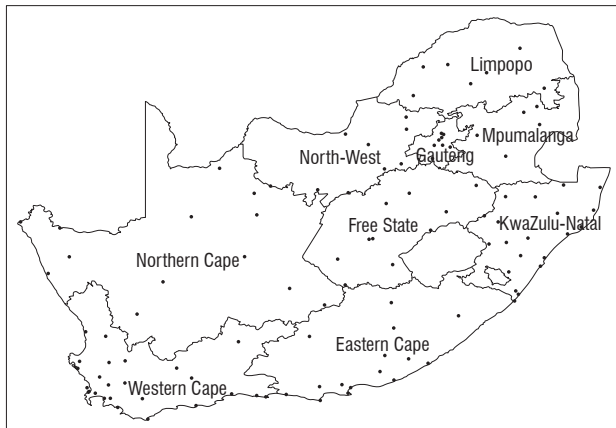 Limpopo
Mpumalanga
North-West
Gauteng
Free State
KwaZulu-Natal
Northern Cape
Eastern Cape
Western Cape